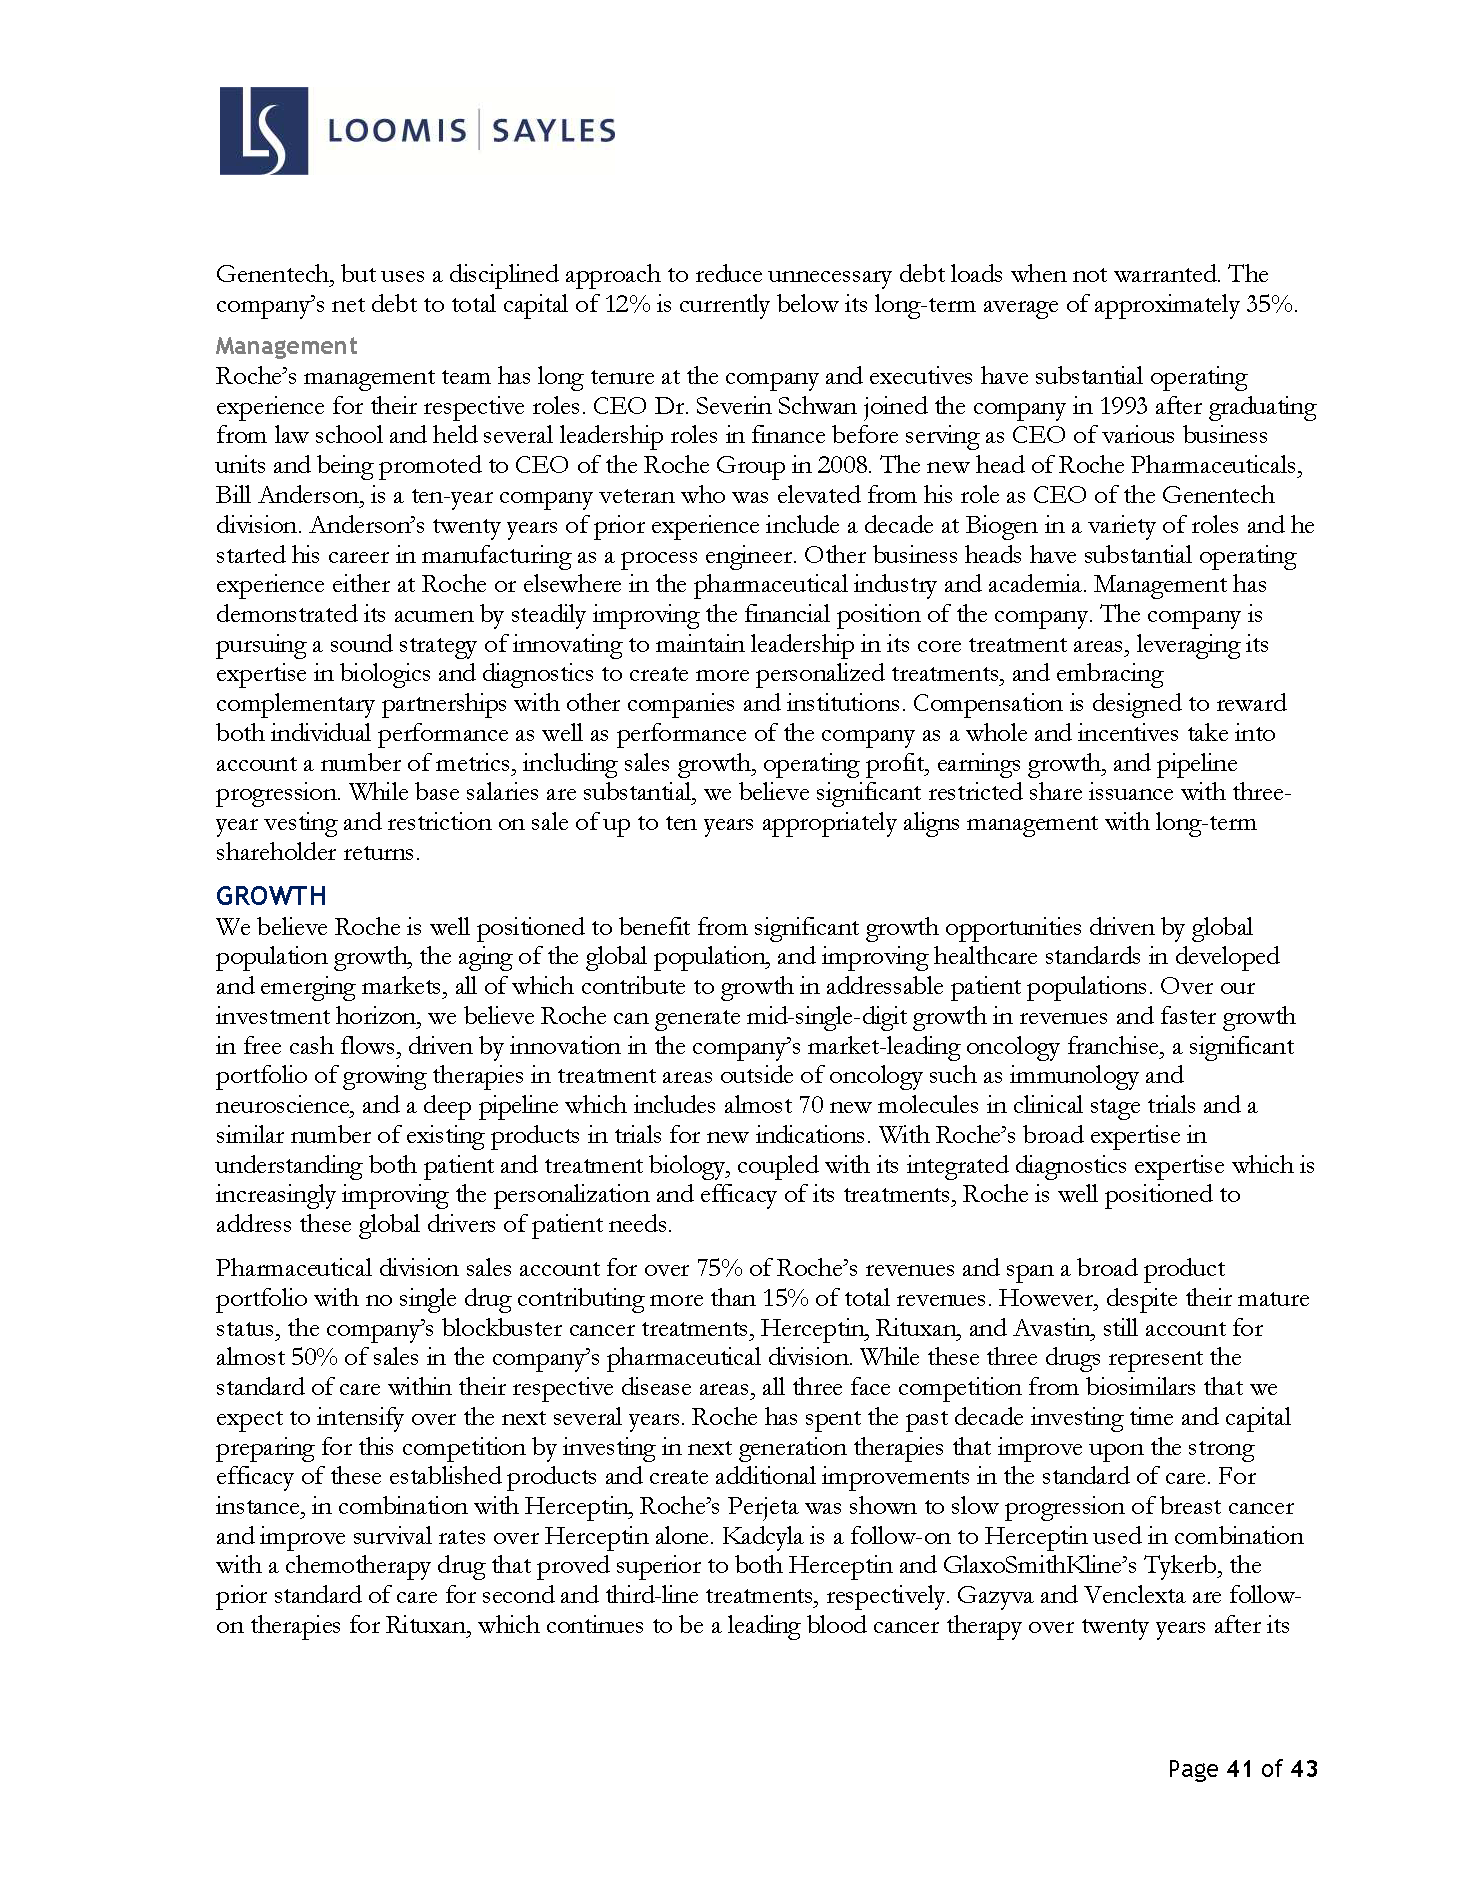 LS LOOMIS | SAYLES
Genentech, but uses a disciplined approach to reduce unnecessary debt loads when not warranted. The
company's net debt to total capital of 12% is currently below its long-term average of approximately 35%.
Management
Roche's management team has long tenure at the company and executives have substantial operating
experience for their respective roles. CEO Dr. Severin Schwan joined the company in 1993 after graduating
from law school and held several leadership roles in finance before serving as CEO of various business
units and being promoted to CEO of the Roche Group in 2008. The new head of Roche Pharmaceuticals,
Bill Anderson, is a ten-year company veteran who was elevated from his role as CEO of the Genentech
division. Anderson's twenty years of prior experience include a decade at Biogen in a variety of roles and he
started his career in manufacturing as a process engineer. Other business heads have substantial operating
experience either at Roche or elsewhere in the pharmaceutical industry and academia. Management has
demonstrated its acumen by steadily improving the financial position of the company. The company is
pursuing a sound strategy of innovating to maintain leadership in its core treatment areas, leveraging its
expertise in biologics and diagnostics to create more personalized treatments, and embracing
complementary partnerships with other companies and institutions. Compensation is designed to reward
both individual performance as well as performance of the company as a whole and incentives take into
account a number of metrics, including sales growth, operating profit, earnings growth, and pipeline
progression. While base salaries are substantial, we believe significant restricted share issuance with three-
year vesting and restriction on sale of up to ten years appropriately aligns management with long-term
shareholder returns.
GROWTH
We believe Roche is well positioned to benefit from significant growth opportunities driven by global
population growth, the aging of the global population, and improving healthcare standards in developed
and emerging markets, all of which contribute to growth in addressable patient populations. Over our
investment horizon, we believe Roche can generate mid-single-digit growth in revenues and faster growth
in free cash flows, driven by innovation in the company's market-leading oncology franchise, a significant
portfolio of growing therapies in treatment areas outside of oncology such as immunology and
neuroscience, and a deep pipeline which includes almost 70 new molecules in clinical stage trials and a
similar number of existing products in trials for new indications. With Roche's broad expertise in
understanding both patient and treatment biology, coupled with its integrated diagnostics expertise which is
increasingly improving the personalization and efficacy of its treatments, Roche is well positioned to
address these global drivers of patient needs.
Pharmaceutical division sales account for over 75% of Roche's revenues and span a broad product
portfolio with no single drug contributing more than 15% of total revenues. However, despite their mature
status, the company's blockbuster cancer treatments, Herceptin, Rituxan, and Avastin, still account for
almost 50% of sales in the company's pharmaceutical division. While these three drugs represent the
standard of care within their respective disease areas, all three face competition from biosimilars that we
expect to intensify over the next several years. Roche has spent the past decade investing time and capital
preparing for this competition by investing in next generation therapies that improve upon the strong
efficacy of these established products and create additional improvements in the standard of care. For
instance, in combination with Herceptin, Roche's Perjeta was shown to slow progression of breast cancer
and improve survival rates over Herceptin alone. Kadcyla is a follow-on to Herceptin used in combination
with a chemotherapy drug that proved superior to both Herceptin and GlaxoSmithKline's Tykerb, the
prior standard of care for second and third-line treatments, respectively. Gazyva and Venclexta are follow-
on therapies for Rituxan, which continues to be a leading blood cancer therapy over twenty years after its
Page 41 of 43